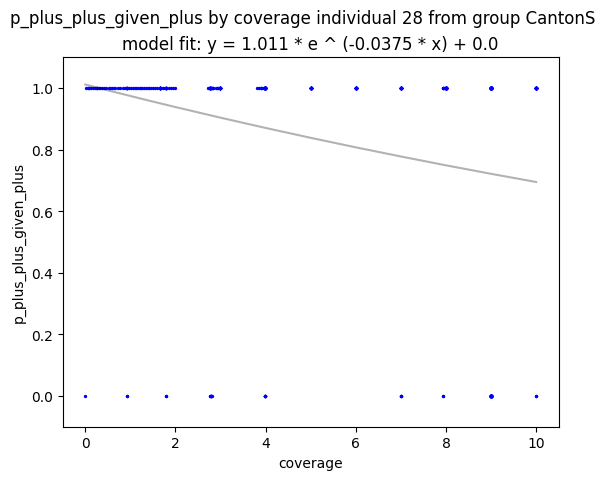 p_plus_plus_given_plus by coverage individual 28 from group CantonS
model fit: y = 1.011 * e ^ (-0.0375 * x) + 0.0
1.0
0.8
0.6
0.4
0.2
0.0
p_plus_plus_given_plus
0 2 4 6 8 10
coverage